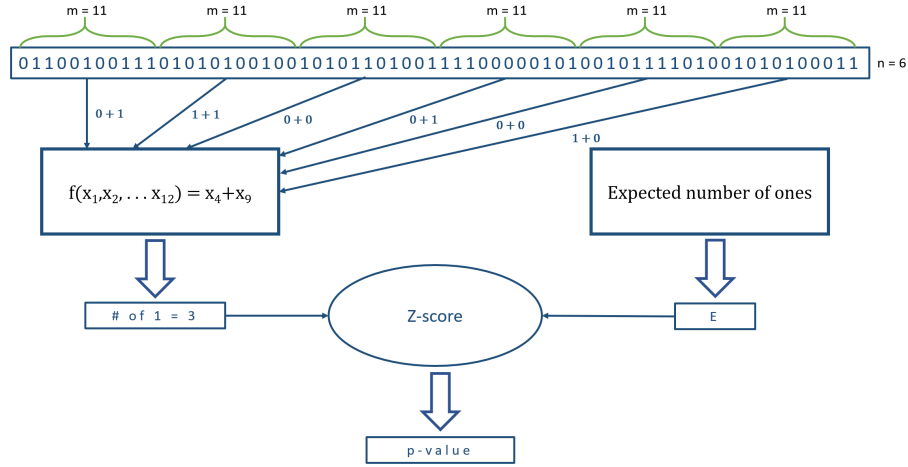 m = 11 m = 11 m = 11 m = 11 m = 11 m = 11
011001001110101010010010101101001111000001010010111101001010100011 n = 6
0 + 1 1 + 1 0 + 0 0 + 1 0 + 0 1 + 0
f(x₁,x₂, . . . x₁₂) = x₄+x₉
Expected number of ones
# of 1 = 3
Z-score
E
p-value